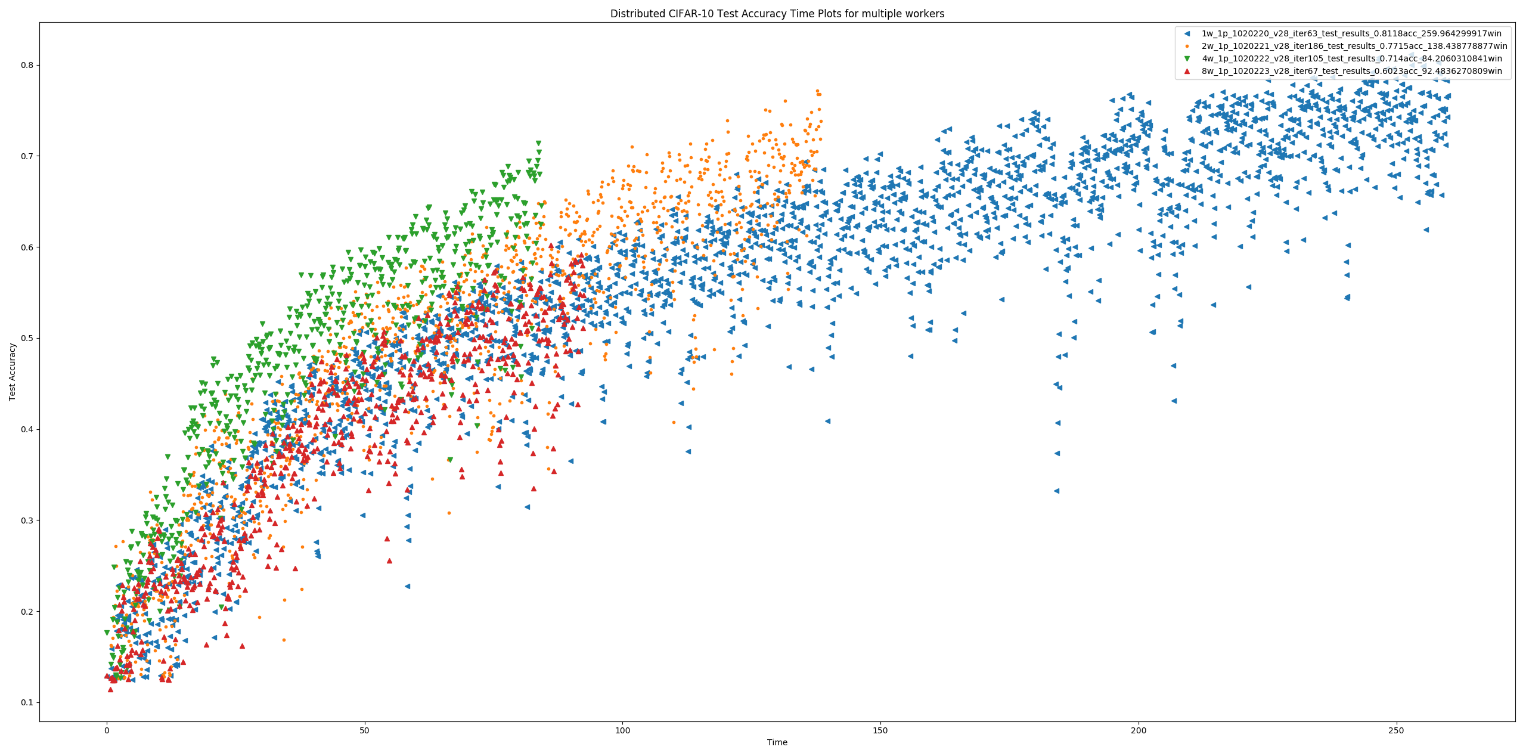 Distributed CIFAR-10 Test Accuracy Time Plots for multiple workers
1w_1p_1020220_v28_iter63_test_results_0.8118acc_259.964299917win
2w_1p_1020221_v28_iter186_test_results_0.7715acc_138.438778877win
4w_1p_1020222_v28_iter105_test_results_0.714acc_84.2060310841win
8w_1p_1020223_v28_iter67_test_results_0.6023acc_92.4836270809win
0.8
0.7
0.6
0.5
0.4
0.3
0.2
0.1
Test Accuracy
0 50 100 150 200 250
Time